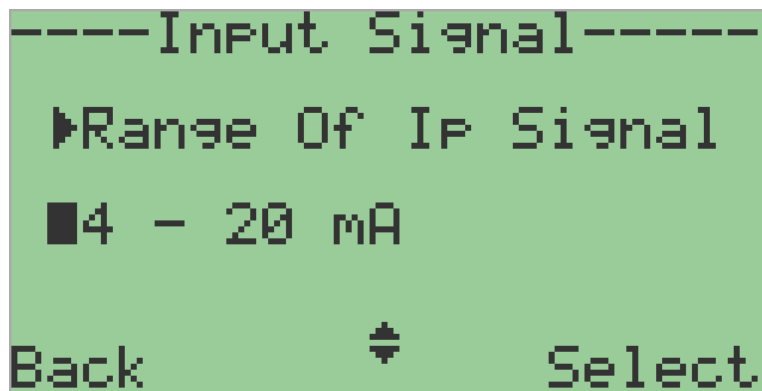 ----Input Signal-----
Range Of Ip Signal
4 - 20 mA
Back Select